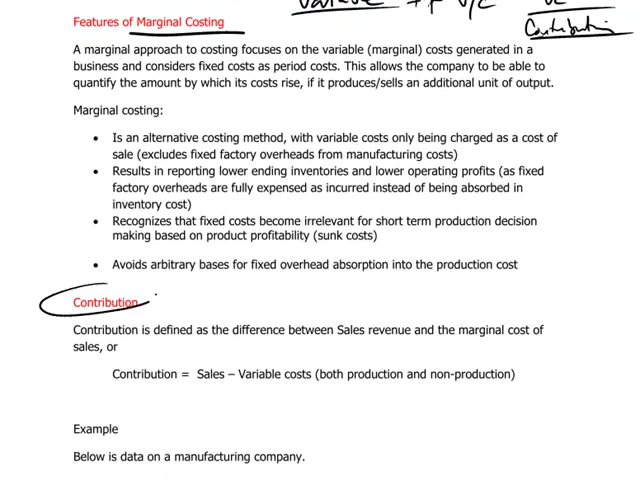 Variable
VC
Contribution
Features of Marginal Costing
A marginal approach to costing focuses on the variable (marginal) costs generated in a
business and considers fixed costs as period costs. This allows the company to be able to
quantify the amount by which its costs rise, if it produces/sells an additional unit of output.
Marginal costing:
• Is an alternative costing method, with variable costs only being charged as a cost of
sale (excludes fixed factory overheads from manufacturing costs)
• Results in reporting lower ending inventories and lower operating profits (as fixed
factory overheads are fully expensed as incurred instead of being absorbed in
inventory cost)
• Recognizes that fixed costs become irrelevant for short term production decision
making based on product profitability (sunk costs)
• Avoids arbitrary bases for fixed overhead absorption into the production cost
Contribution
Contribution is defined as the difference between Sales revenue and the marginal cost of
sales, or
Contribution = Sales – Variable costs (both production and non-production)
Example
Below is data on a manufacturing company.